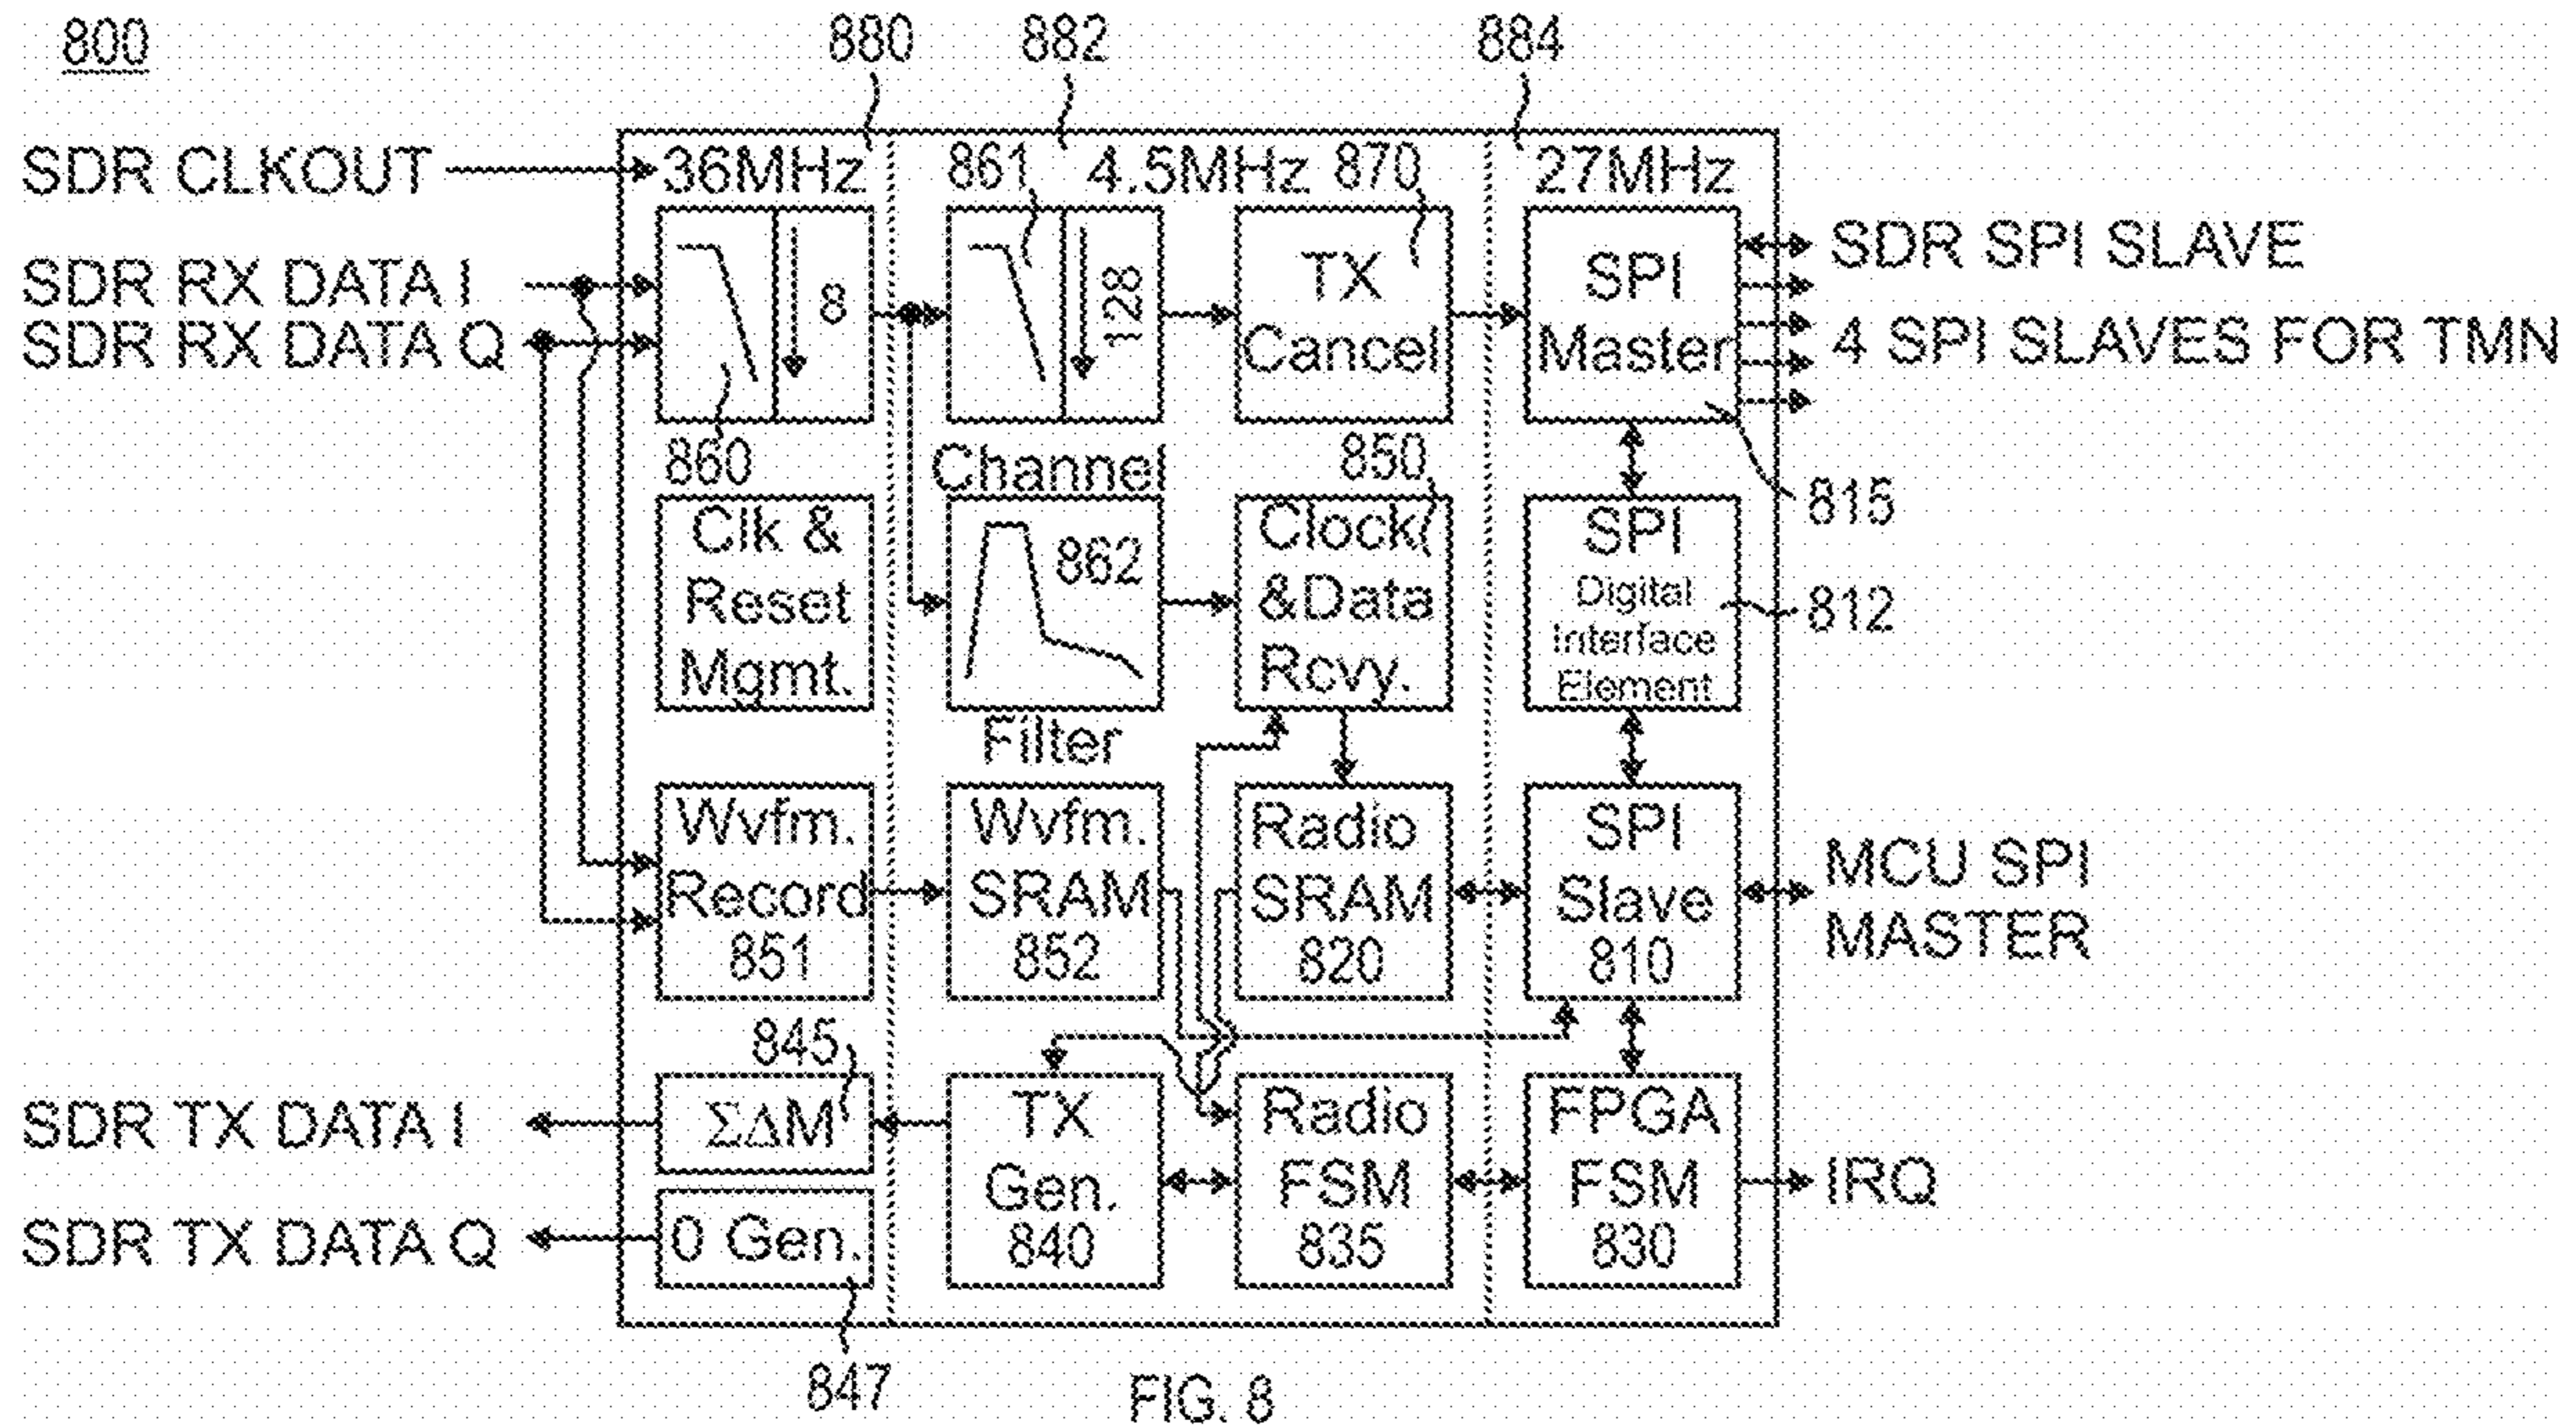 800
880
882
884
SDR CLKOUT
36MHz
861
4.5MHz
870
27MHz
SDR RX DATA I
SDR RX DATA Q
8
128
TX
Cancel
SPI
Master
SDR SPI SLAVE
4 SPI SLAVES FOR TMN
860
Channel
850
815
Clk &
Reset
Mgmt.
862
Filter
Clock
&Data
Rcvy.
SPI
Digital
Interface
Element
812
Wvfm.
Record
851
Wvfm.
SRAM
852
Radio
SRAM
820
SPI
Slave
810
MCU SPI
MASTER
845
SDR TX DATA I
ΣΔM
TX
Gen.
840
Radio
FSM
835
FPGA
FSM
830
IRQ
SDR TX DATA Q
0 Gen.
847
FIG. 8